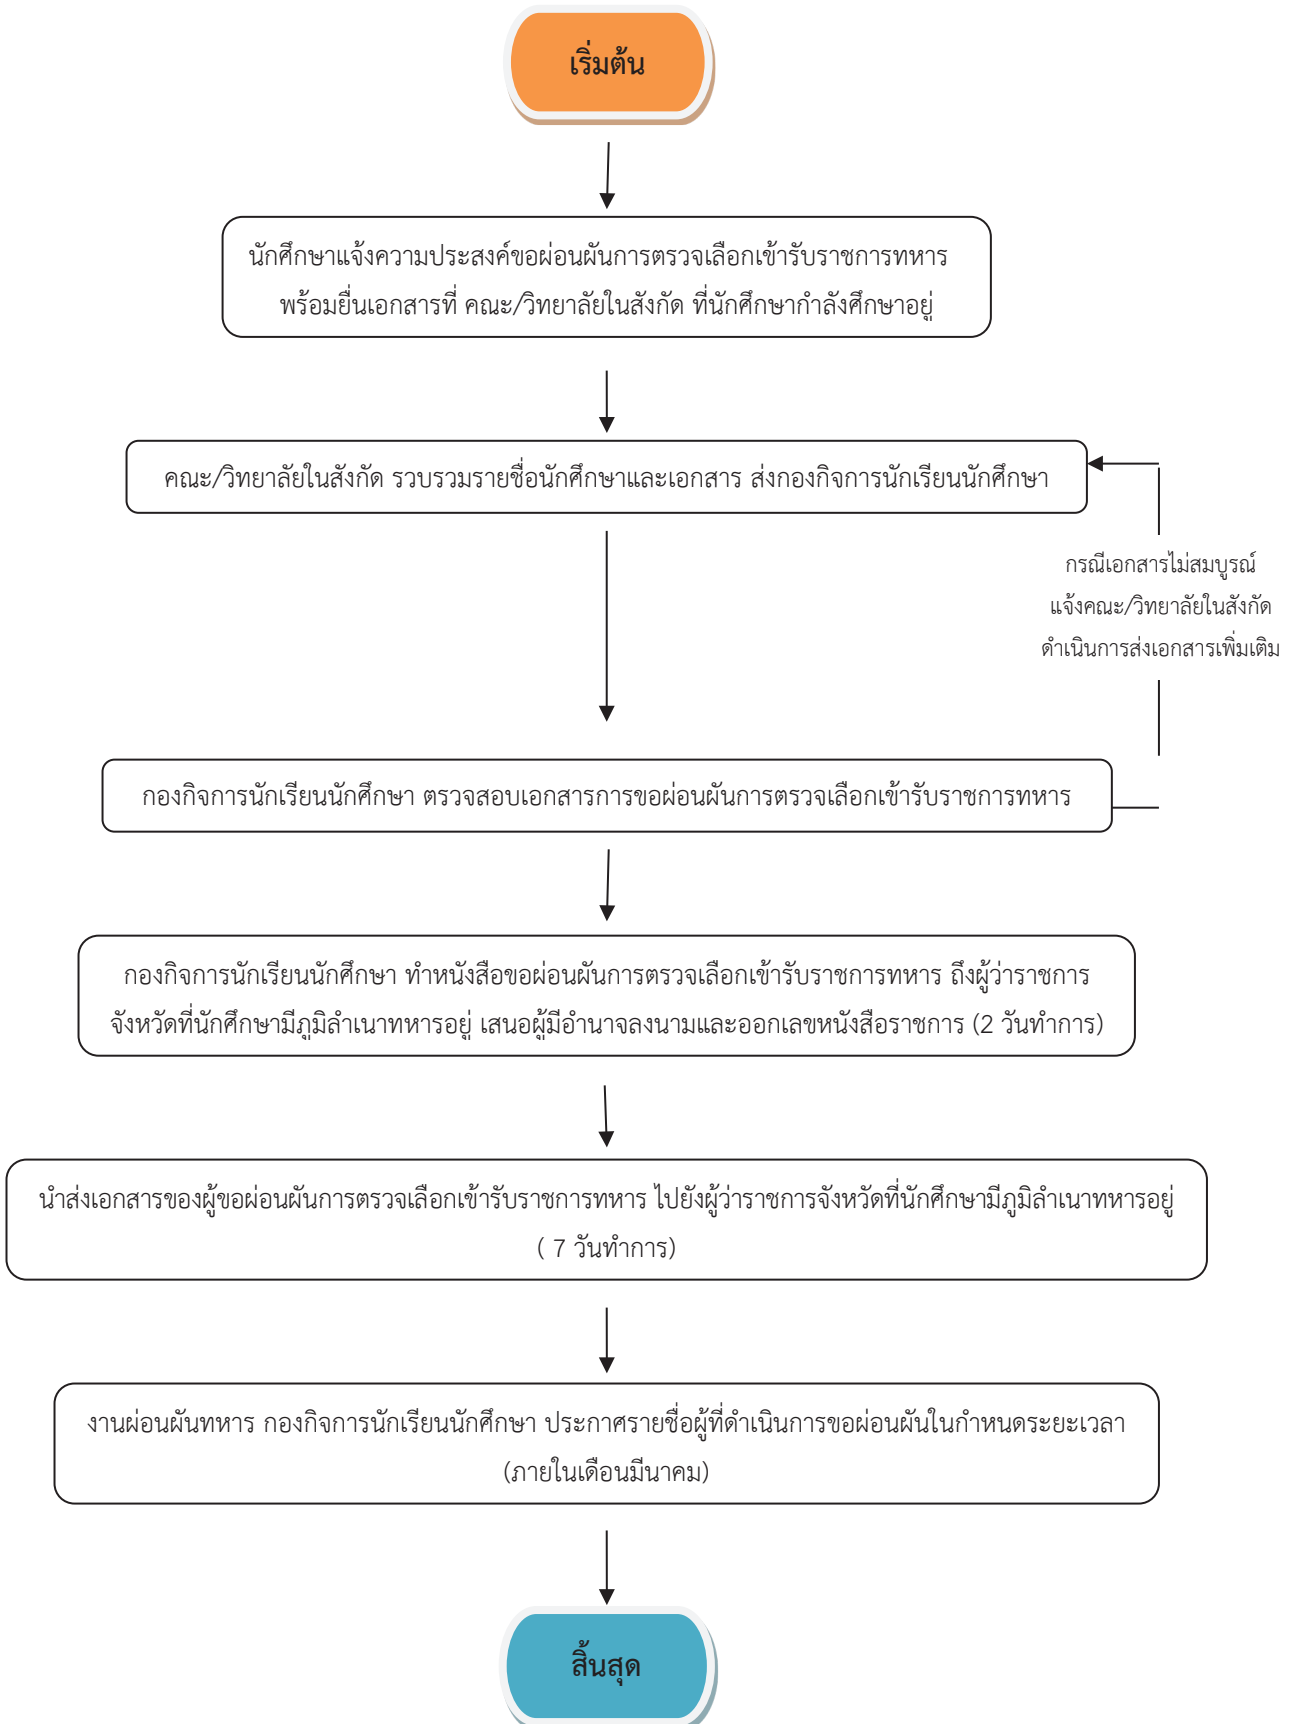 เริ่มต้น
นักศึกษาแจ้งความประสงค์ขอผ่อนผันการตรวจเลือกเข้ารับราชการทหาร
พร้อมยื่นเอกสารที่ คณะ/วิทยาลัยในสังกัด ที่นักศึกษากำลังศึกษาอยู่
คณะ/วิทยาลัยในสังกัด รวบรวมรายชื่อนักศึกษาและเอกสาร ส่งกองกิจการนักเรียนนักศึกษา
กรณีเอกสารไม่สมบูรณ์
แจ้งคณะ/วิทยาลัยในสังกัด
ดำเนินการส่งเอกสารเพิ่มเติม
กองกิจการนักเรียนนักศึกษา ตรวจสอบเอกสารการขอผ่อนผันการตรวจเลือกเข้ารับราชการทหาร
กองกิจการนักเรียนนักศึกษา ทำหนังสือขอผ่อนผันการตรวจเลือกเข้ารับราชการทหาร ถึงผู้ว่าราชการ
จังหวัดที่นักศึกษามีภูมิลำเนาทหารอยู่ เสนอผู้มีอำนาจลงนามและออกเลขหนังสือราชการ (2 วันทำการ)
นำส่งเอกสารของผู้ขอผ่อนผันการตรวจเลือกเข้ารับราชการทหาร ไปยังผู้ว่าราชการจังหวัดที่นักศึกษามีภูมิลำเนาทหารอยู่
( 7 วันทำการ)
งานผ่อนผันทหาร กองกิจการนักเรียนนักศึกษา ประกาศรายชื่อผู้ที่ดำเนินการขอผ่อนผันในกำหนดระยะเวลา
(ภายในเดือนมีนาคม)
สิ้นสุด